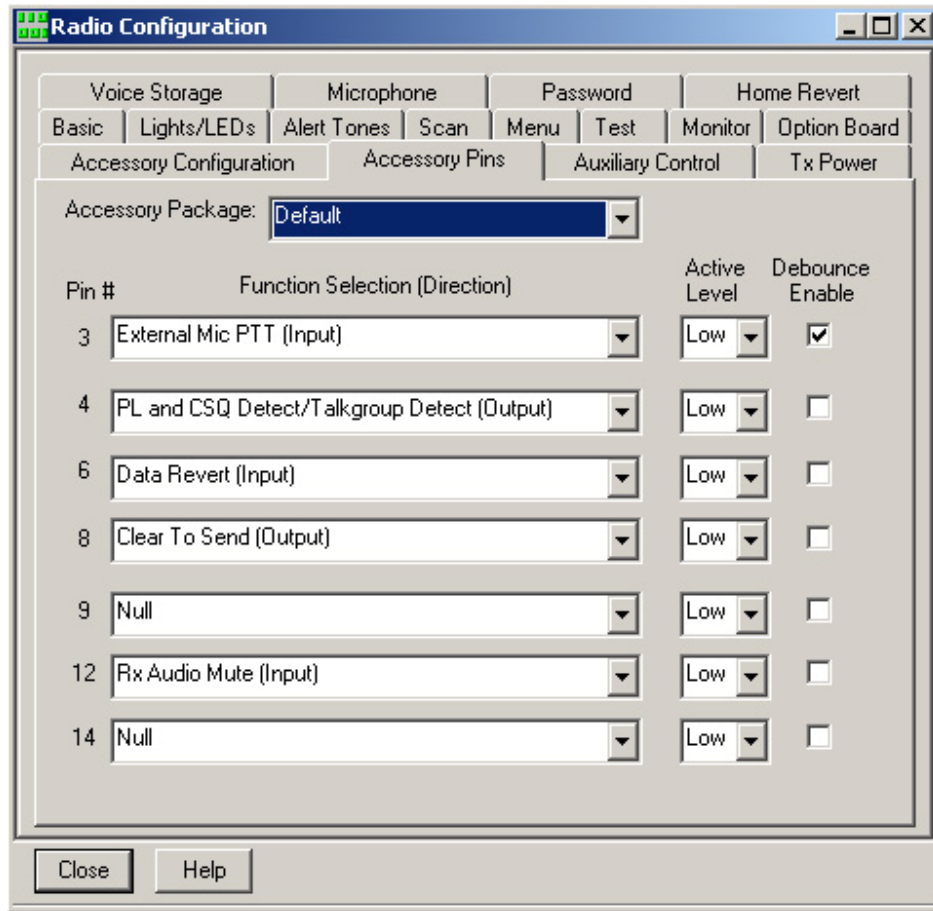 Radio Configuration
Voice Storage Microphone Password Home Revert
Basic Lights/LEDs Alert Tones Scan Menu Test Monitor Option Board
Accessory Configuration Accessory Pins Auxiliary Control Tx Power
Accessory Package: Default
Pin # Function Selection (Direction) Active Level Debounce Enable
3 External Mic PTT (Input) Low
4 PL and CSQ Detect/Talkgroup Detect (Output) Low
6 Data Revert (Input) Low
8 Clear To Send (Output) Low
9 Null Low
12 Rx Audio Mute (Input) Low
14 Null Low
Close Help